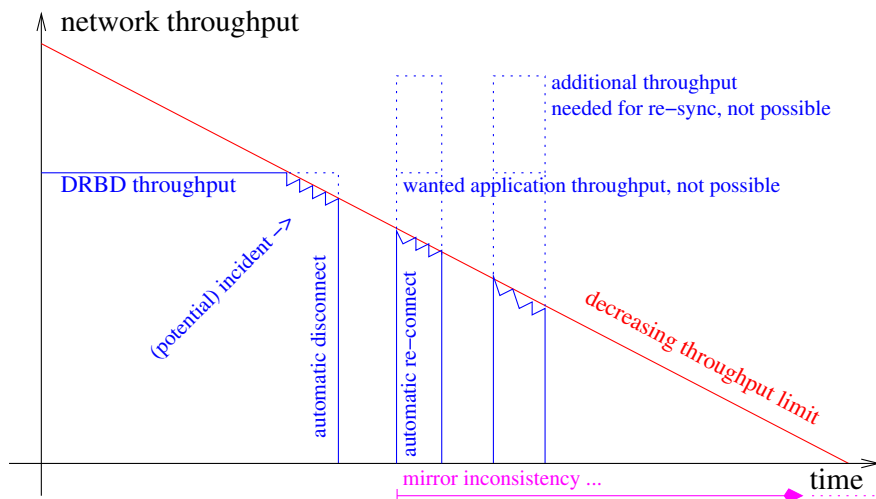 network throughput
additional throughput
needed for re−sync, not possible
DRBD throughput
wanted application throughput, not possible
(potential) incident −>
automatic disconnect
automatic re−connect
decreasing throughput limit
mirror inconsistency ...
time